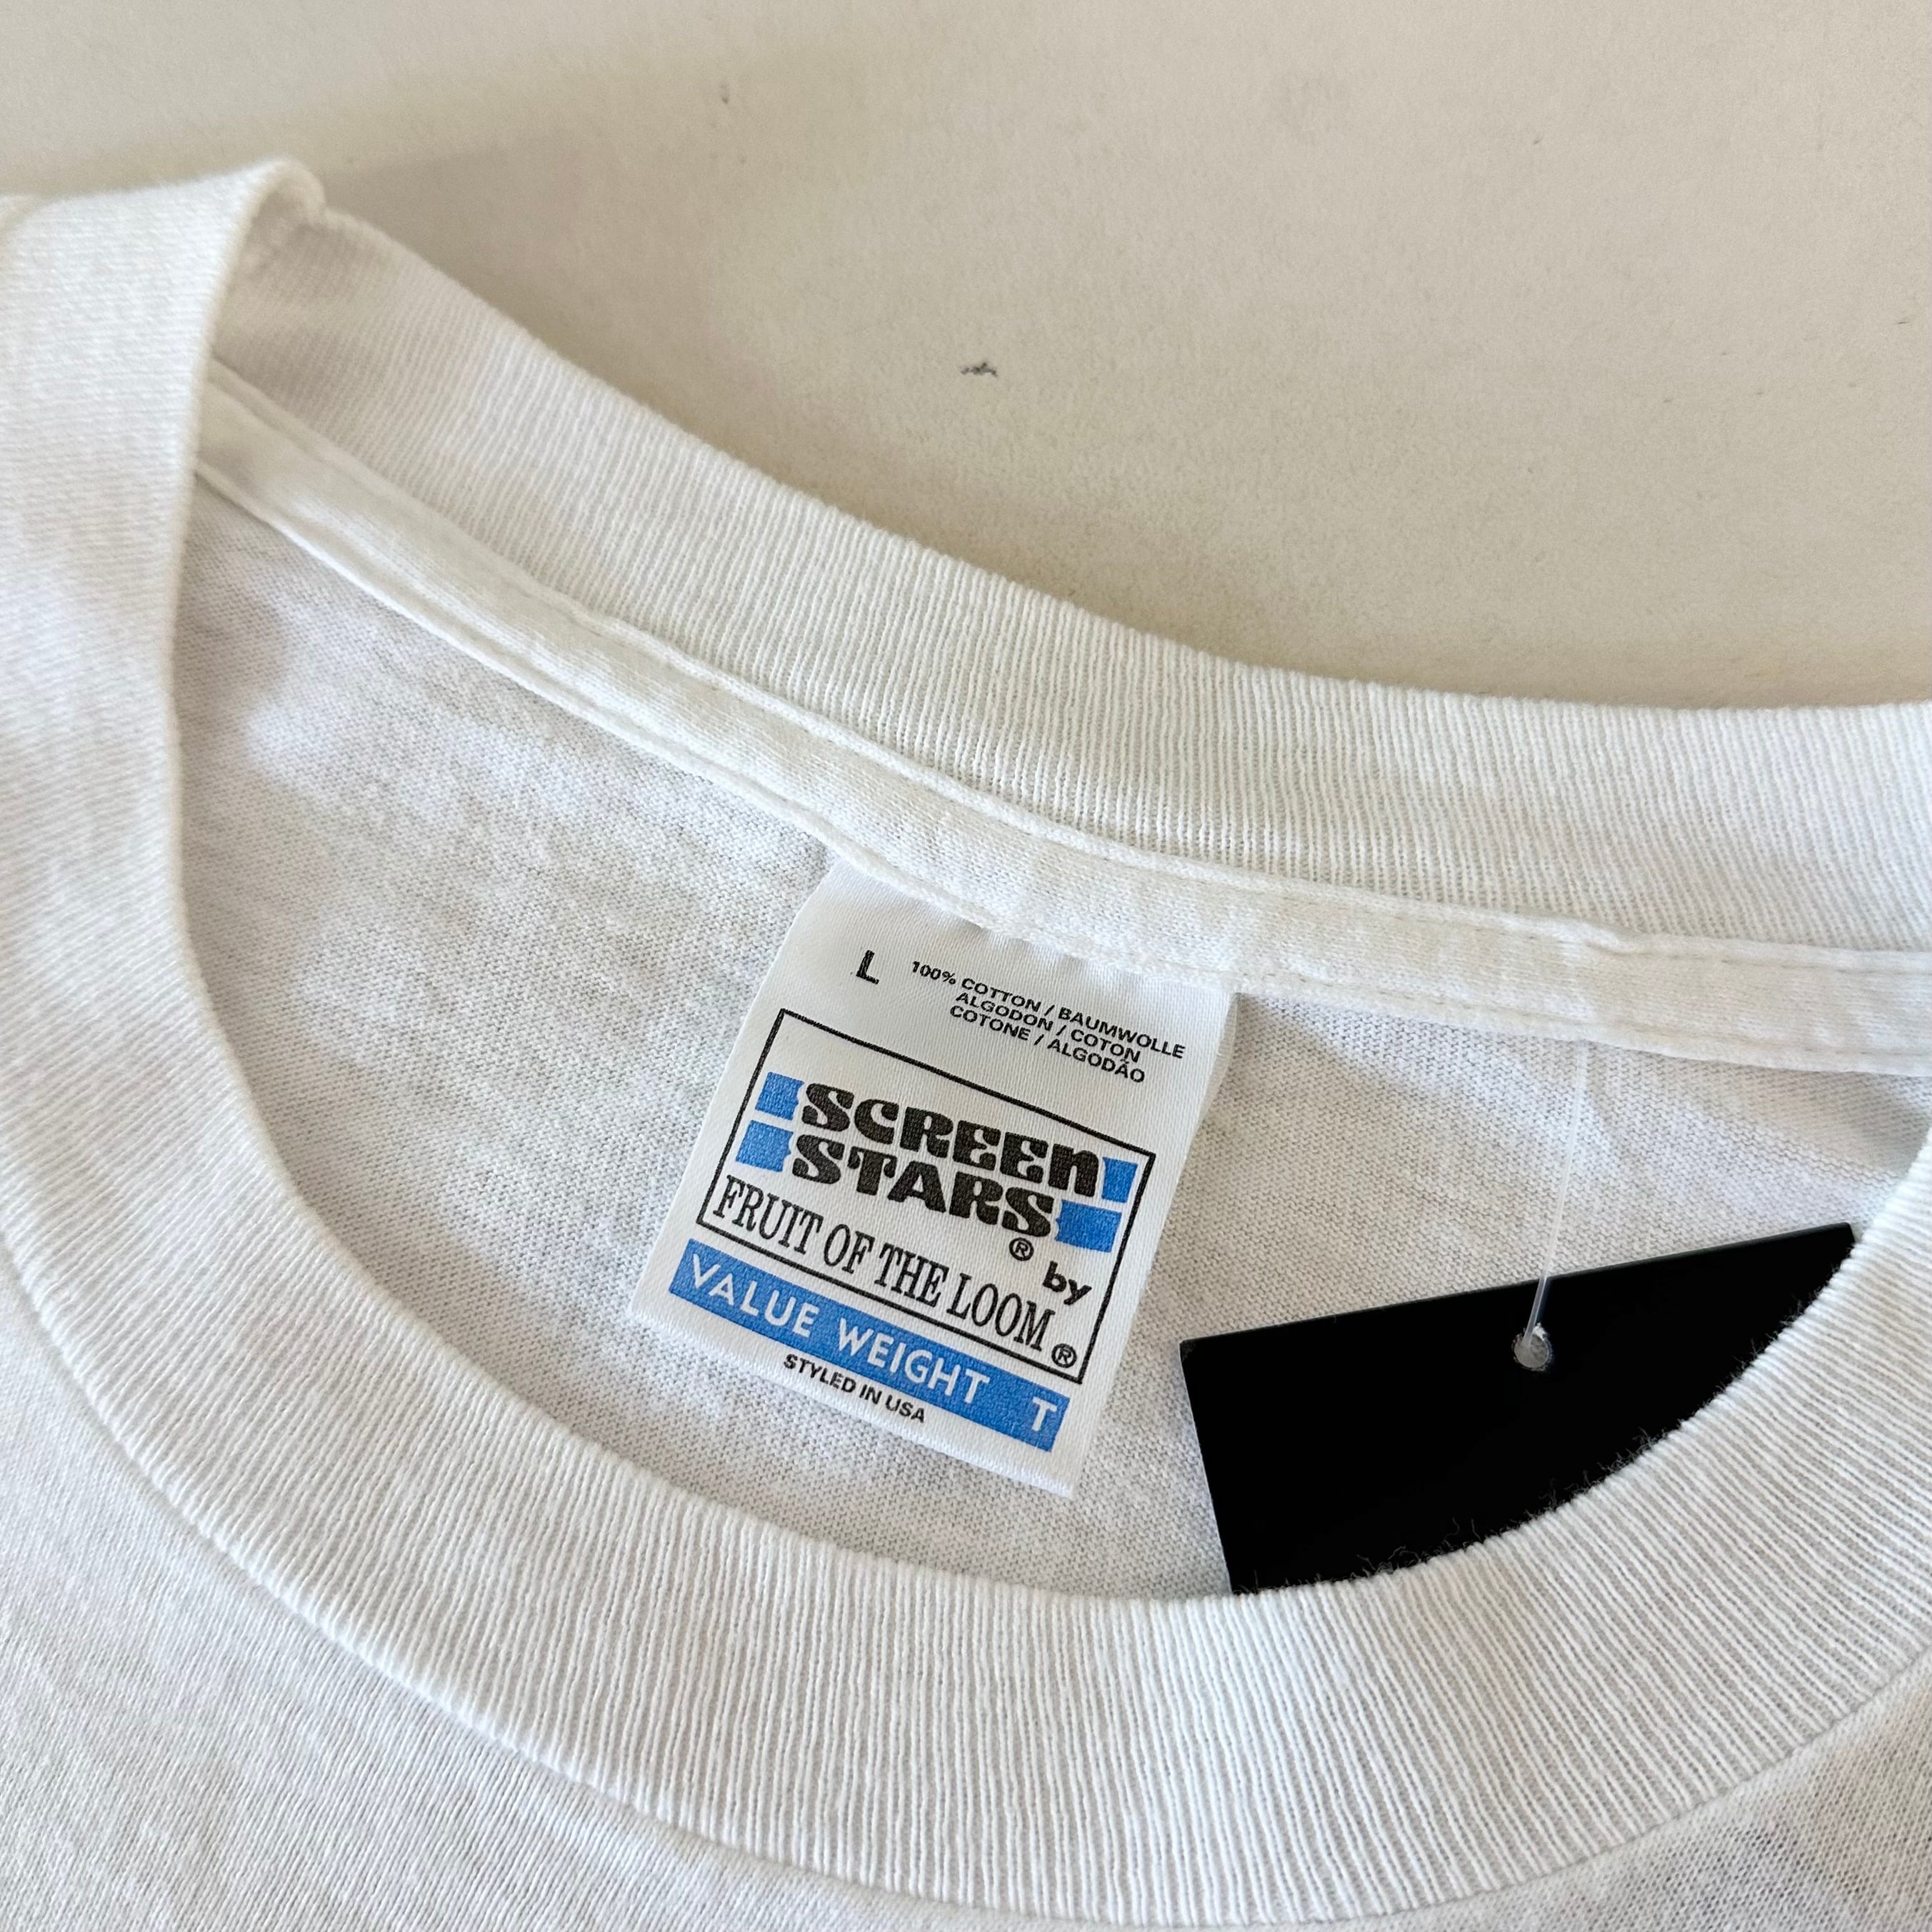 L
100% COTTON / BAUMWOLLE
ALGODON / COTON
COTONE / ALGODÃO
SCREEN
STARS®
by
FRUIT OF THE LOOM®
VALUE WEIGHT T
STYLED IN USA